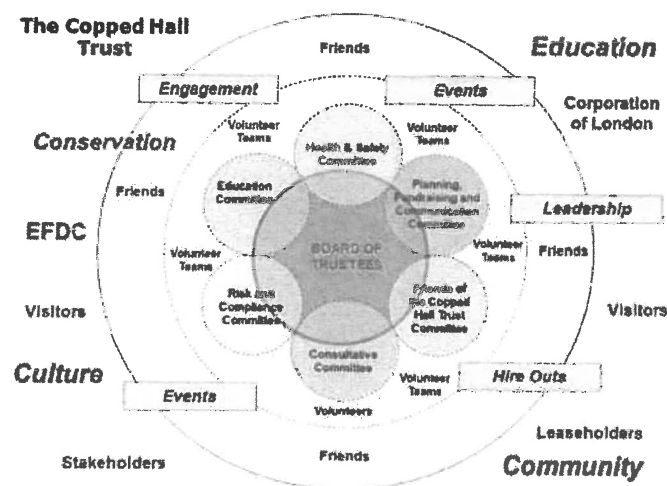 The Copped Hall
Trust
Friends
Education
Engagement
Events
Corporation
of London
Volunteer
Teams
Volunteer
Teams
Conservation
Health & Safety
Committee
Friends
Education
Committee
Planning,
Fundraising and
Communication
Committee
Leadership
EFDC
BOARD OF
TRUSTEES
Volunteer
Teams
Volunteer
Teams
Friends
Visitors
Risk and
Compliance
Committee
Friends of
the Copped
Hall Trust
Committee
Visitors
Consultative
Committee
Culture
Events
Volunteer
Teams
Hire Outs
Volunteers
Leaseholders
Stakeholders
Friends
Community